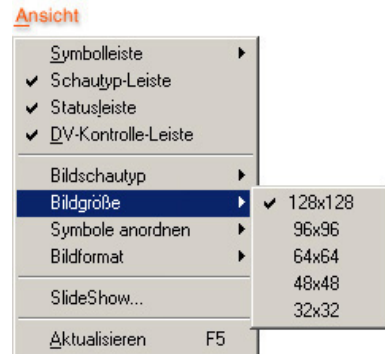 Ansicht
Symbolleiste
Schautyp-Leiste
Statusleiste
DV-Kontrolle-Leiste
Bildschautyp
Bildgröße
Symbole anordnen
Bildformat
SlideShow...
Aktualisieren F5
128x128
96x96
64x64
48x48
32x32